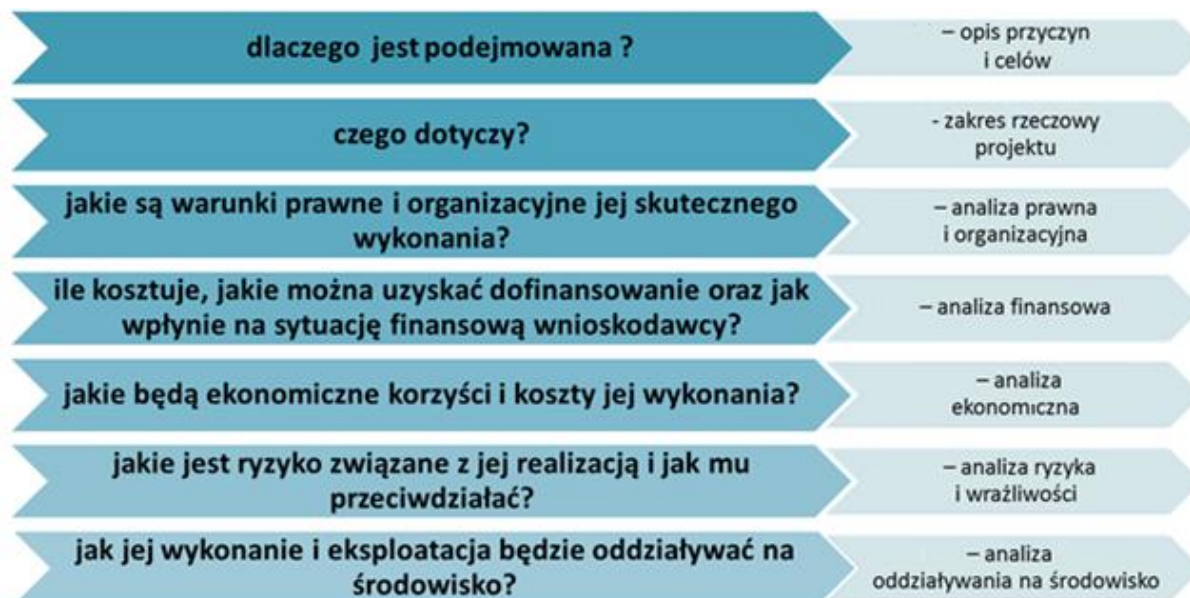 dlaczego jest podejmowana ?
– opis przyczyn
i celów
czego dotyczy?
- zakres rzeczowy
projektu
jakie są warunki prawne i organizacyjne jej skutecznego
wykonania?
– analiza prawna
i organizacyjna
ile kosztuje, jakie można uzyskać dofinansowanie oraz jak
wpłynie na sytuację finansową wnioskodawcy?
– analiza finansowa
jakie będą ekonomiczne korzyści i koszty jej wykonania?
– analiza
ekonomiczna
jakie jest ryzyko związane z jej realizacją i jak mu
przeciwdziałać?
– analiza ryzyka
i wrażliwości
jak jej wykonanie i eksploatacja będzie oddziaływać na
środowisko?
– analiza
oddziaływania na środowisko